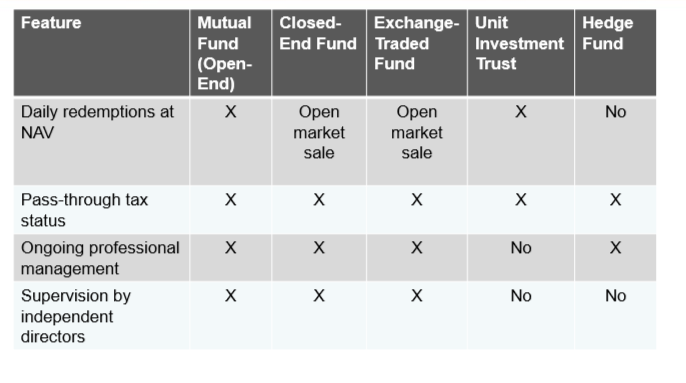 Feature
Mutual
Fund
(Open-
End)
Closed-
End Fund
Exchange-
Traded
Fund
Unit
Investment
Trust
Hedge
Fund
Daily redemptions at
NAV
X
Open
market
sale
Open
market
sale
X
No
Pass-through tax
status
X
X
X
X
X
Ongoing professional
management
X
X
X
No
X
Supervision by
independent
directors
X
X
X
No
No